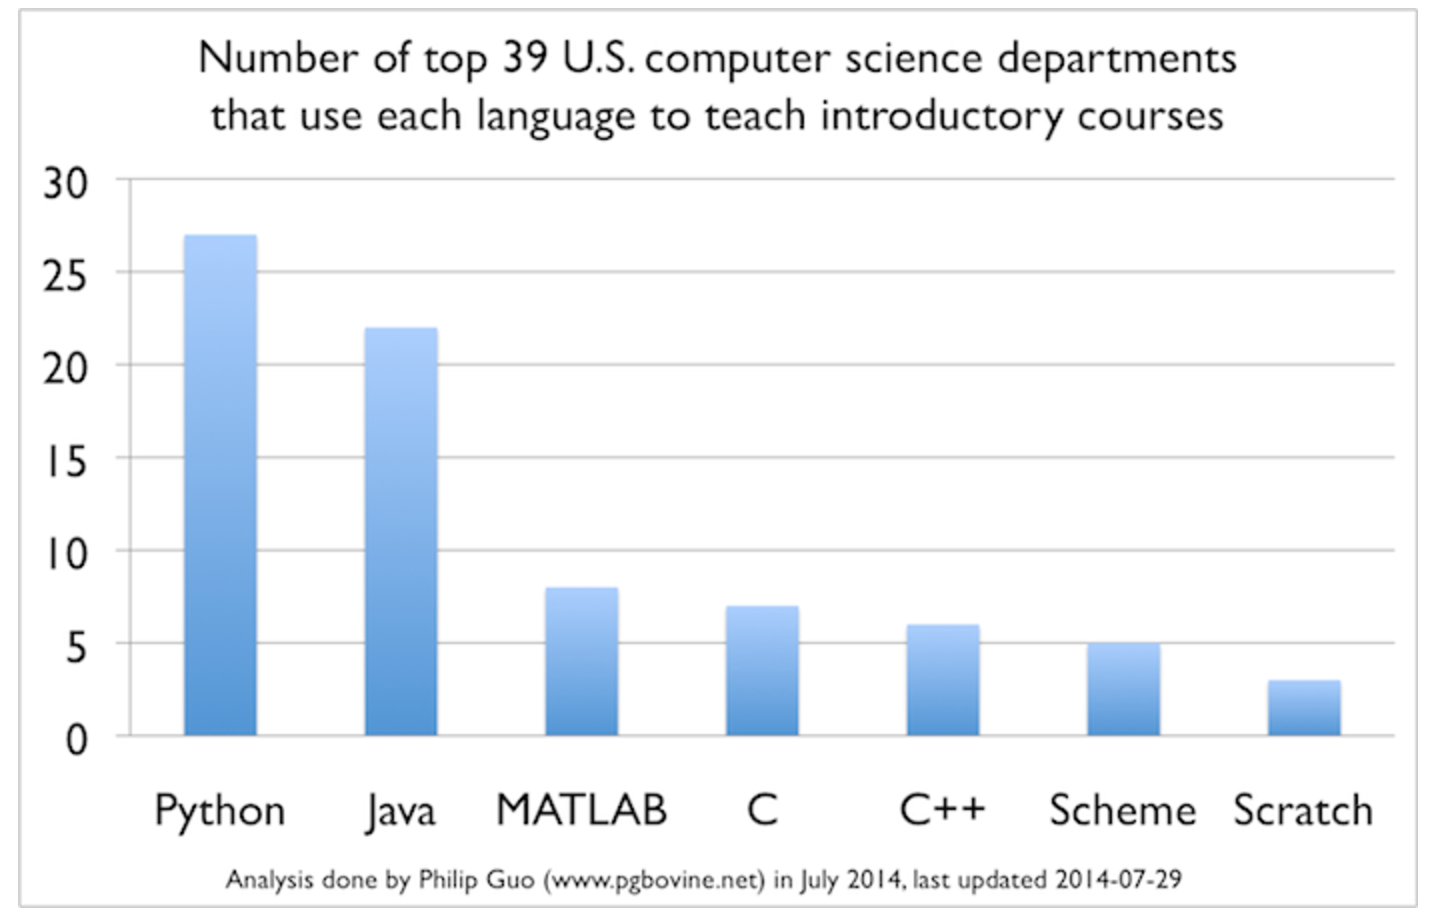 Number of top 39 U.S. computer science departments
that use each language to teach introductory courses
30
25
20
15
10
5
0
Python Java MATLAB C C++ Scheme Scratch
Analysis done by Philip Guo (www.pgbovine.net) in July 2014, last updated 2014-07-29